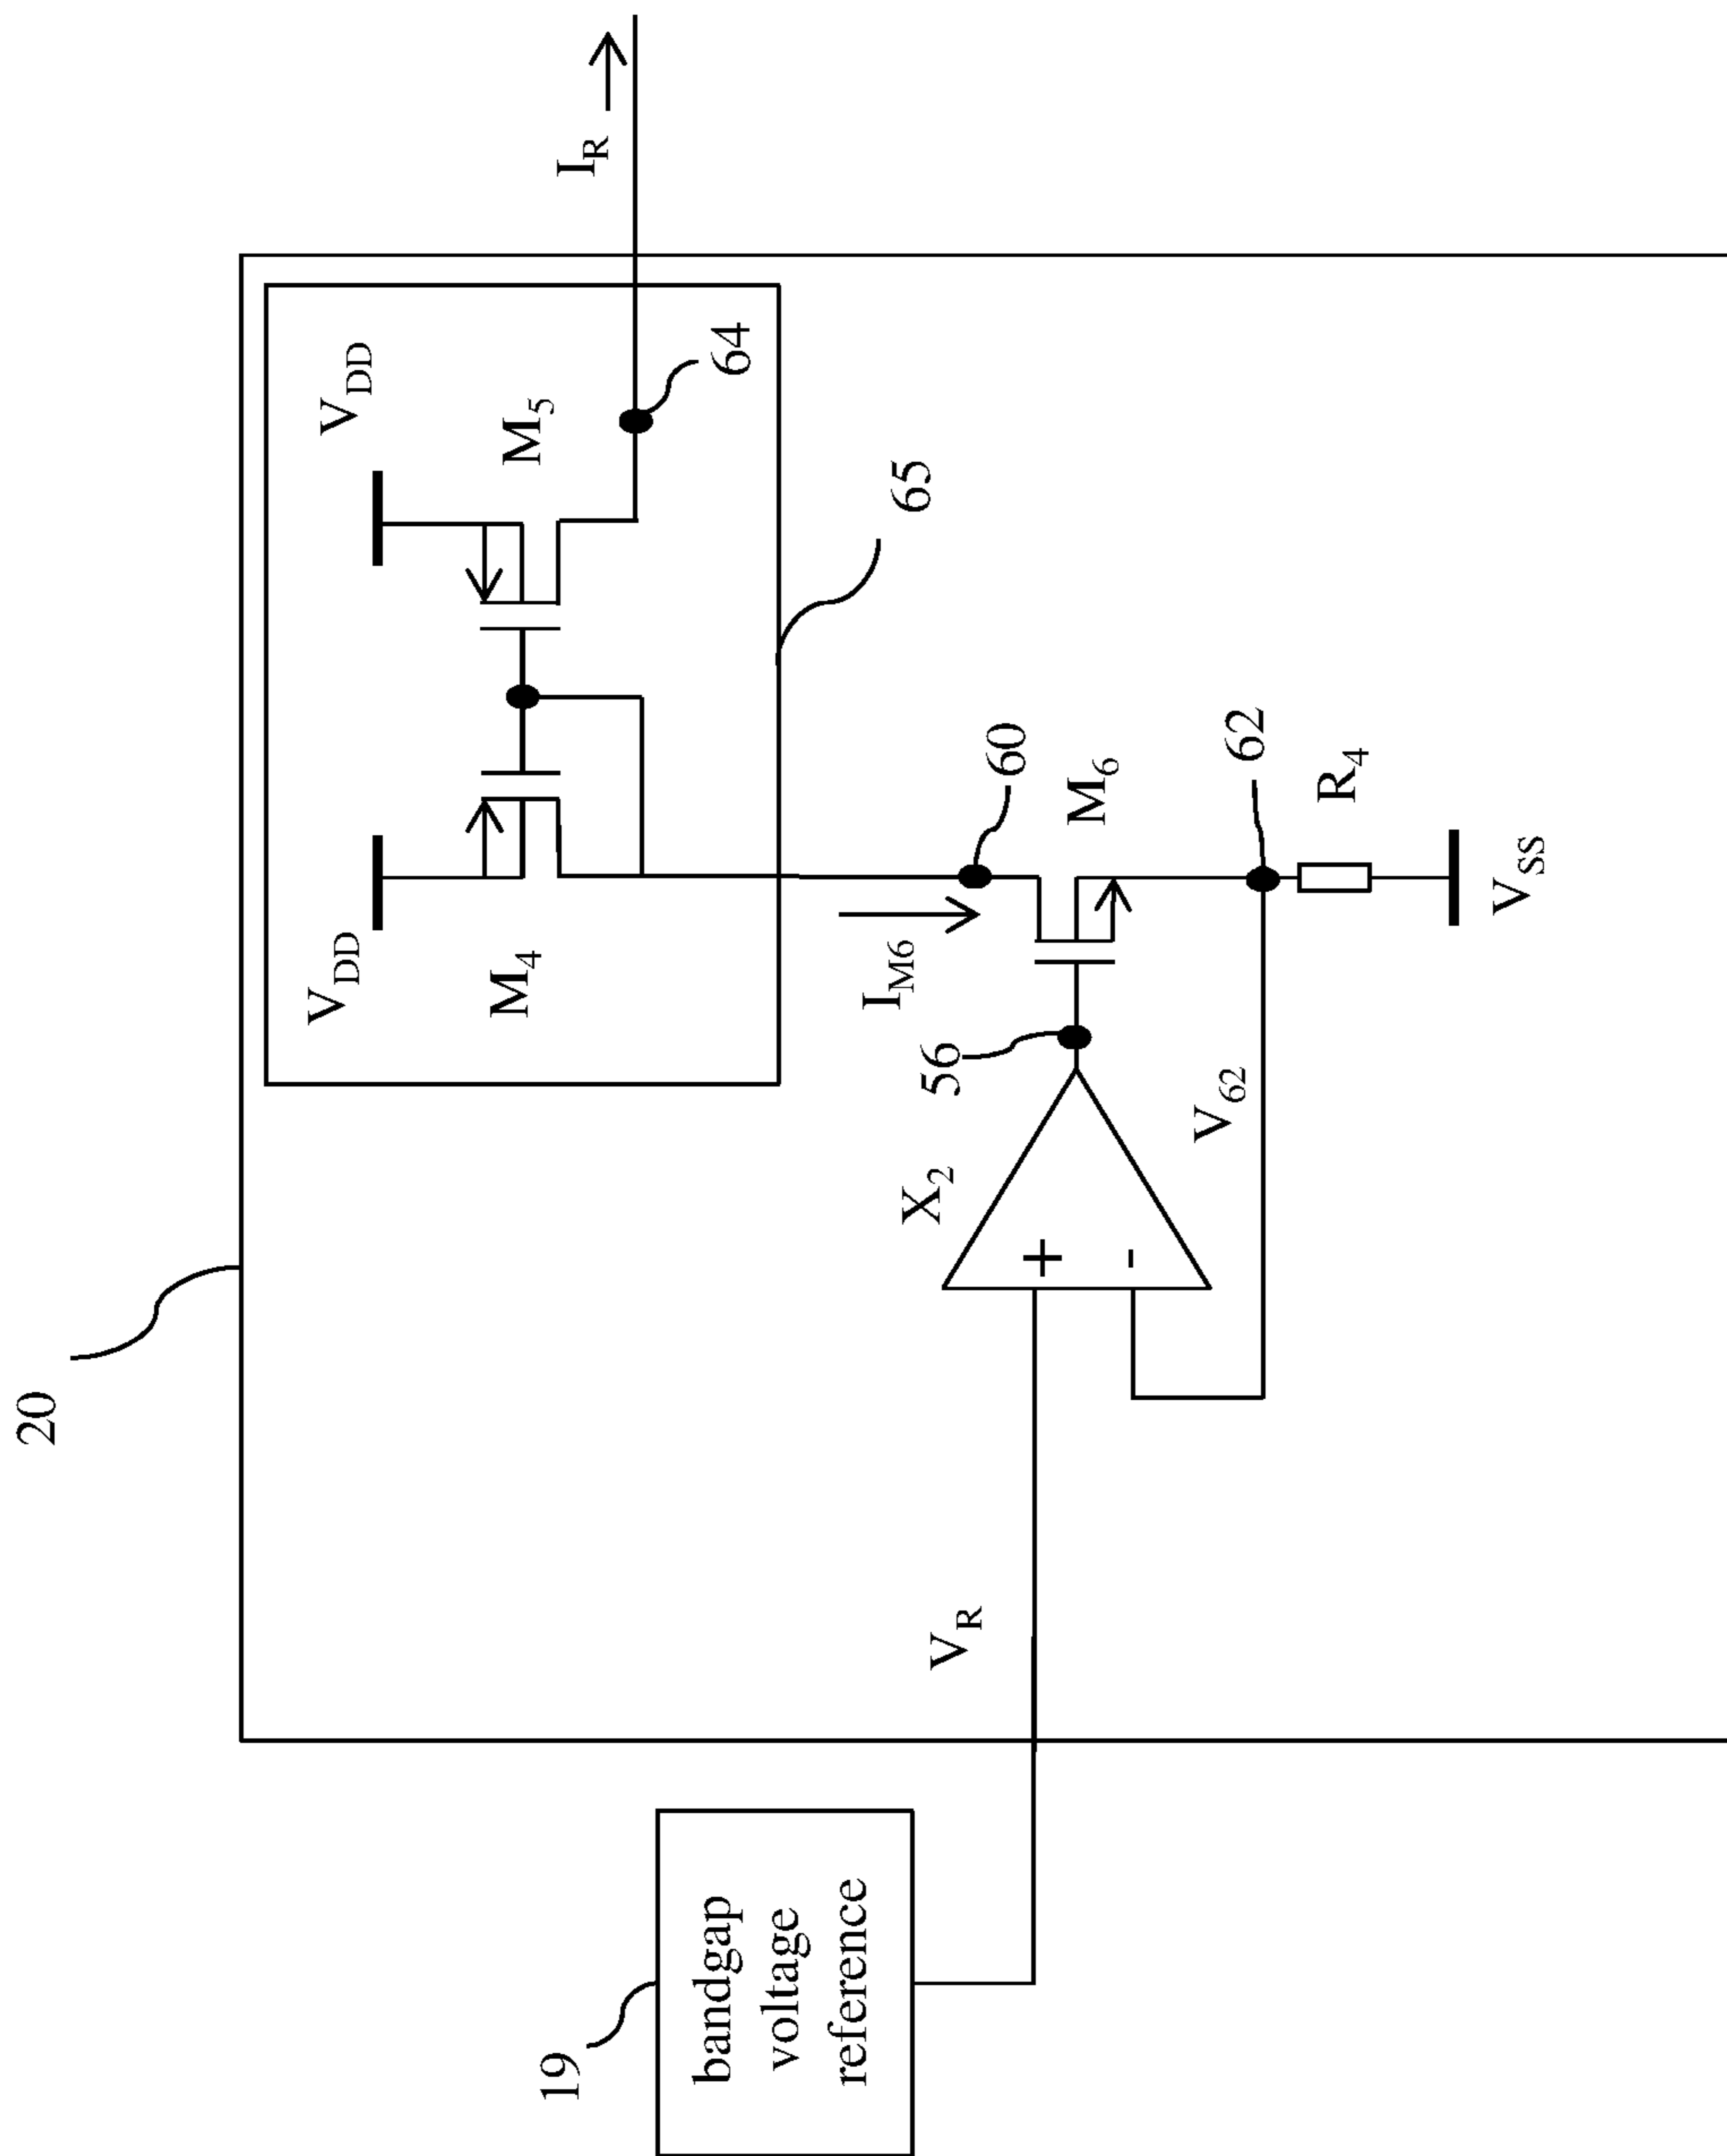 20
V_DD
V_DD
M_4
M_5
I_R
64
65
60
I_M6
M_6
56
X_2
+
-
V_62
62
R_4
V_SS
V_R
19
bandgap
voltage
reference